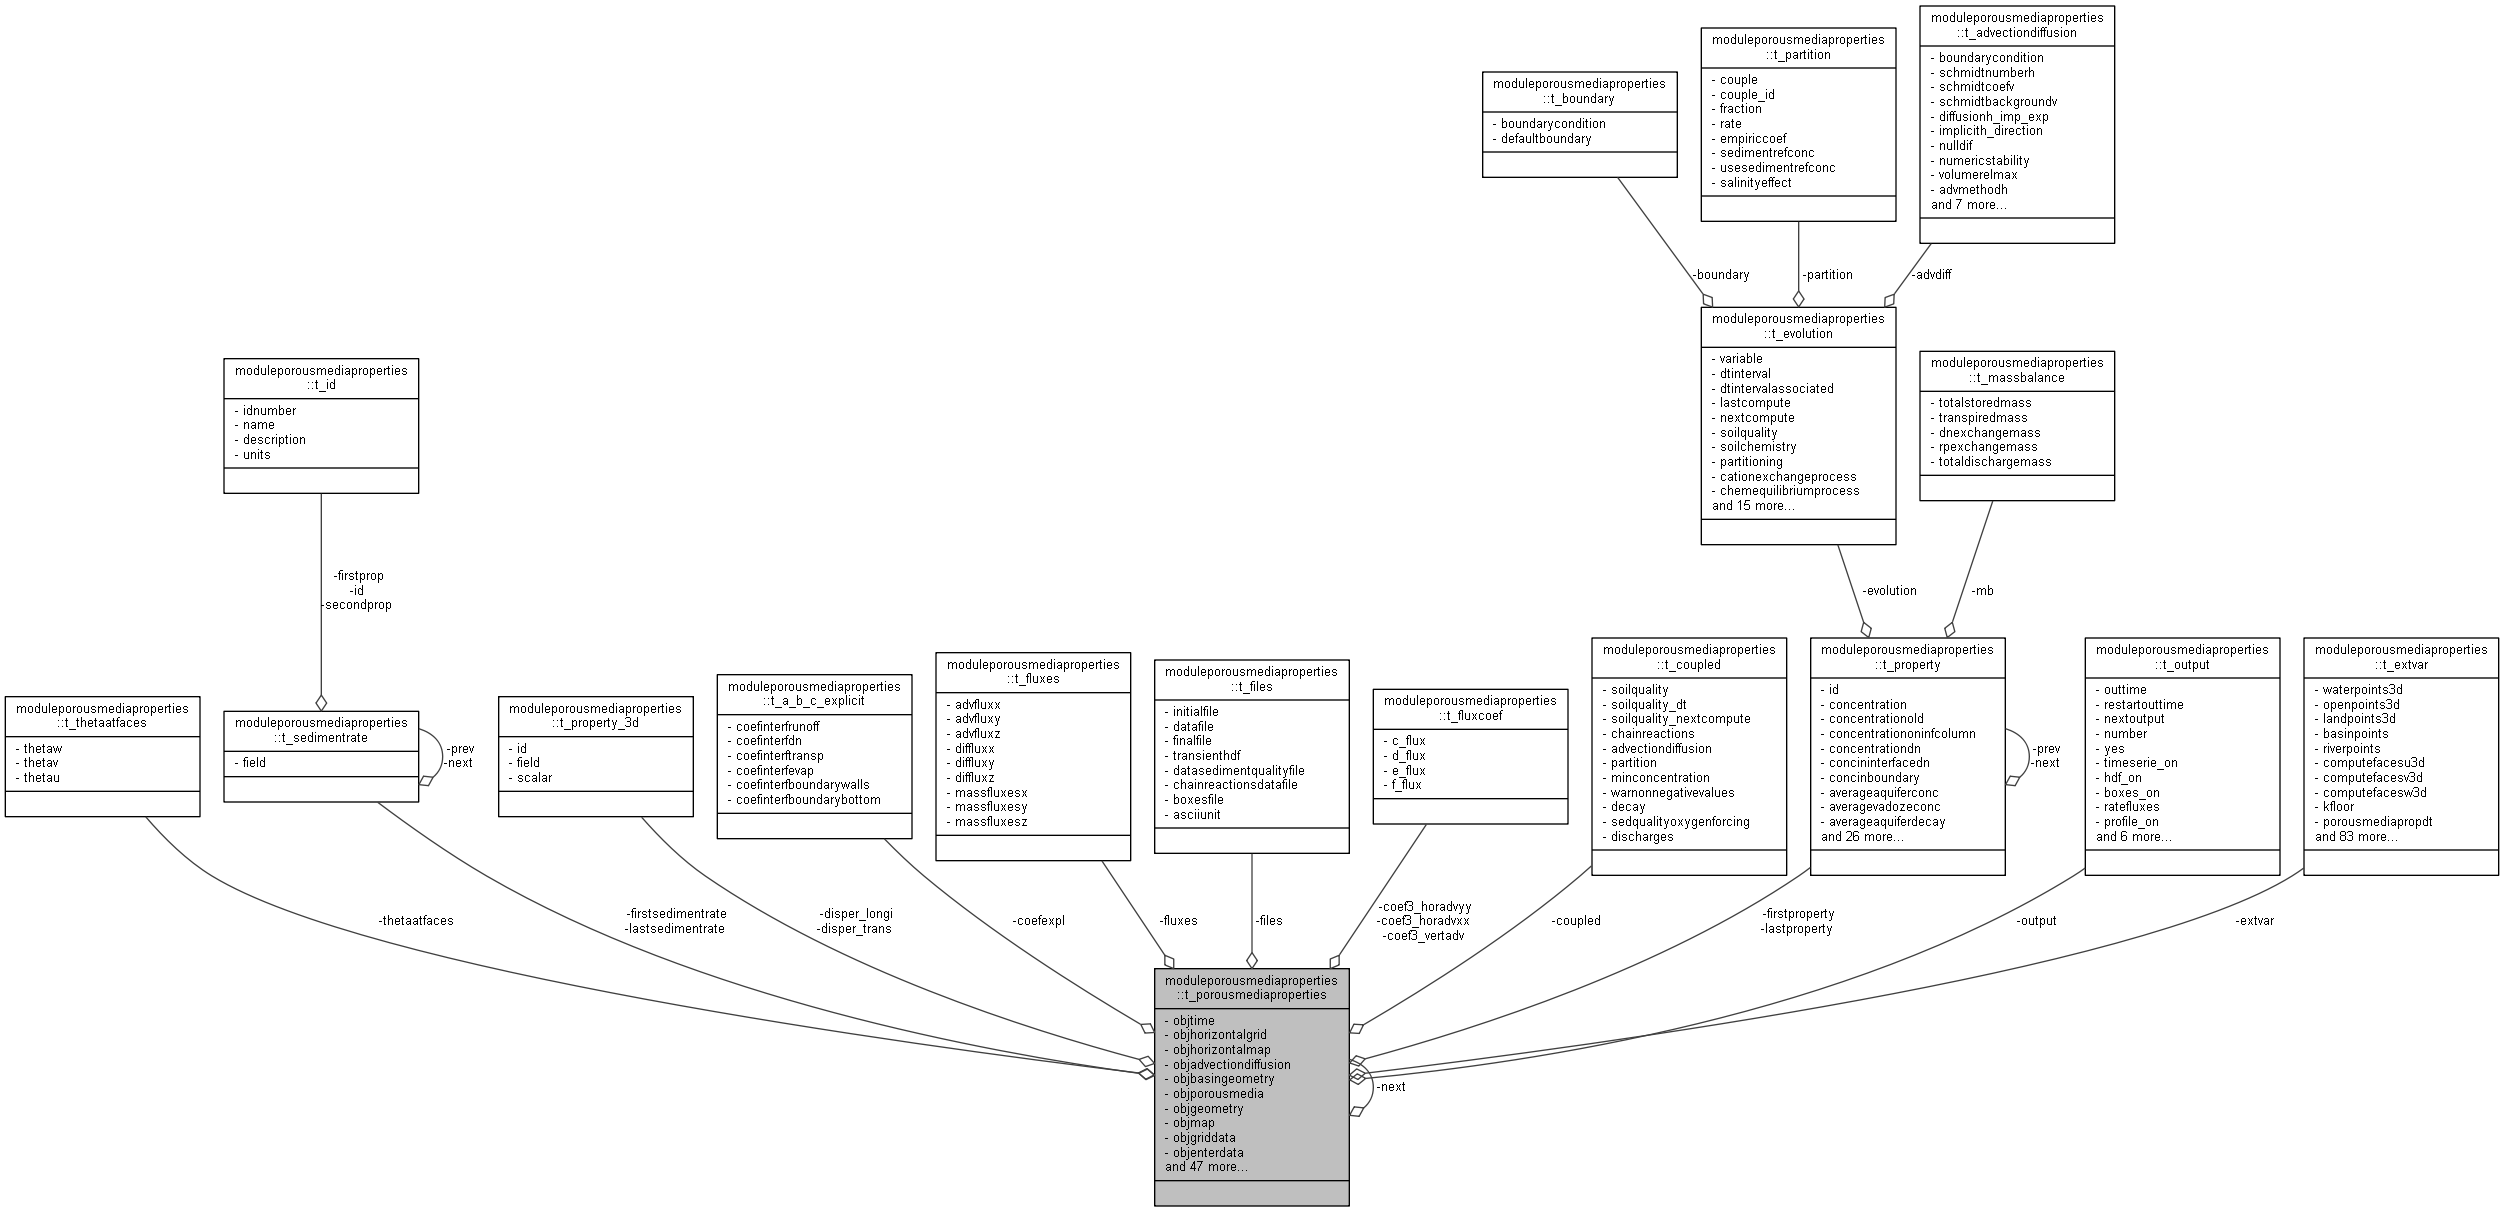 moduleporousmediaproperties
::t_advectiondiffusion
- boundarycondition
- schmidtnumberh
- schmidtcoefv
- schmidtbackgroundv
- diffusionh_imp_exp
- implicith_direction
- nulldif
- numericstability
- volumerelmax
- advmethodh
and 7 more...
moduleporousmediaproperties
::t_partition
- couple
- couple_id
- fraction
- rate
- empiriccoef
- sedimentrefconc
- usesedimentrefconc
- salinityeffect
moduleporousmediaproperties
::t_boundary
- boundarycondition
- defaultboundary
-boundary
-partition
-advdiff
moduleporousmediaproperties
::t_evolution
- variable
- dtinterval
- dtintervalassociated
- lastcompute
- nextcompute
- soilquality
- soilchemistry
- partitioning
- cationexchangeprocess
- chemequilibriumprocess
and 15 more...
moduleporousmediaproperties
::t_massbalance
- totalstoredmass
- transpiredmass
- dnexchangemass
- rpexchangemass
- totaldischargemass
moduleporousmediaproperties
::t_id
- idnumber
- name
- description
- units
-firstprop
-id
-secondprop
-evolution
-mb
moduleporousmediaproperties
::t_thetaatfaces
- thetaw
- thetav
- thetau
moduleporousmediaproperties
::t_sedimentrate
- field
-prev
-next
moduleporousmediaproperties
::t_property_3d
- id
- field
- scalar
moduleporousmediaproperties
::t_a_b_c_explicit
- coefinterfrunoff
- coefinterfdn
- coefinterftransp
- coefinterfevap
- coefinterfboundarywalls
- coefinterfboundarybottom
moduleporousmediaproperties
::t_fluxes
- advfluxx
- advfluxy
- advfluxz
- diffluxx
- diffluxy
- diffluxz
- massfluxesx
- massfluxesy
- massfluxesz
moduleporousmediaproperties
::t_files
- initialfile
- datafile
- finalfile
- transienthdf
- datasedimentqualityfile
- chainreactionsdatafile
- boxesfile
- asciiunit
moduleporousmediaproperties
::t_fluxcoef
- c_flux
- d_flux
- e_flux
- f_flux
moduleporousmediaproperties
::t_coupled
- soilquality
- soilquality_dt
- soilquality_nextcompute
- chainreactions
- advectiondiffusion
- partition
- minconcentration
- warnonnegativevalues
- decay
- sedqualityoxygenforcing
- discharges
moduleporousmediaproperties
::t_property
- id
- concentration
- concentrationold
- concentrationoninfcolumn
- concentrationdn
- concininterfacedn
- concinboundary
- averageaquiferconc
- averagevadozeconc
- averageaquiferdecay
and 26 more...
-prev
-next
moduleporousmediaproperties
::t_output
- outtime
- restartouttime
- nextoutput
- number
- yes
- timeserie_on
- hdf_on
- boxes_on
- ratefluxes
- profile_on
and 6 more...
moduleporousmediaproperties
::t_extvar
- waterpoints3d
- openpoints3d
- landpoints3d
- basinpoints
- riverpoints
- computefacesu3d
- computefacesv3d
- computefacesw3d
- kfloor
- porousmediapropdt
and 83 more...
-thetaatfaces
-firstsedimentrate
-lastsedimentrate
-disper_longi
-disper_trans
-coefexpl
-fluxes
-files
-coef3_horadvyy
-coef3_horadvxx
-coef3_vertadv
-coupled
-firstproperty
-lastproperty
-output
-extvar
moduleporousmediaproperties
::t_porousmediaproperties
- objtime
- objhorizontalgrid
- objhorizontalmap
- objadvectiondiffusion
- objbasingeometry
- objporousmedia
- objgeometry
- objmap
- objgriddata
- objenterdata
and 47 more...
-next